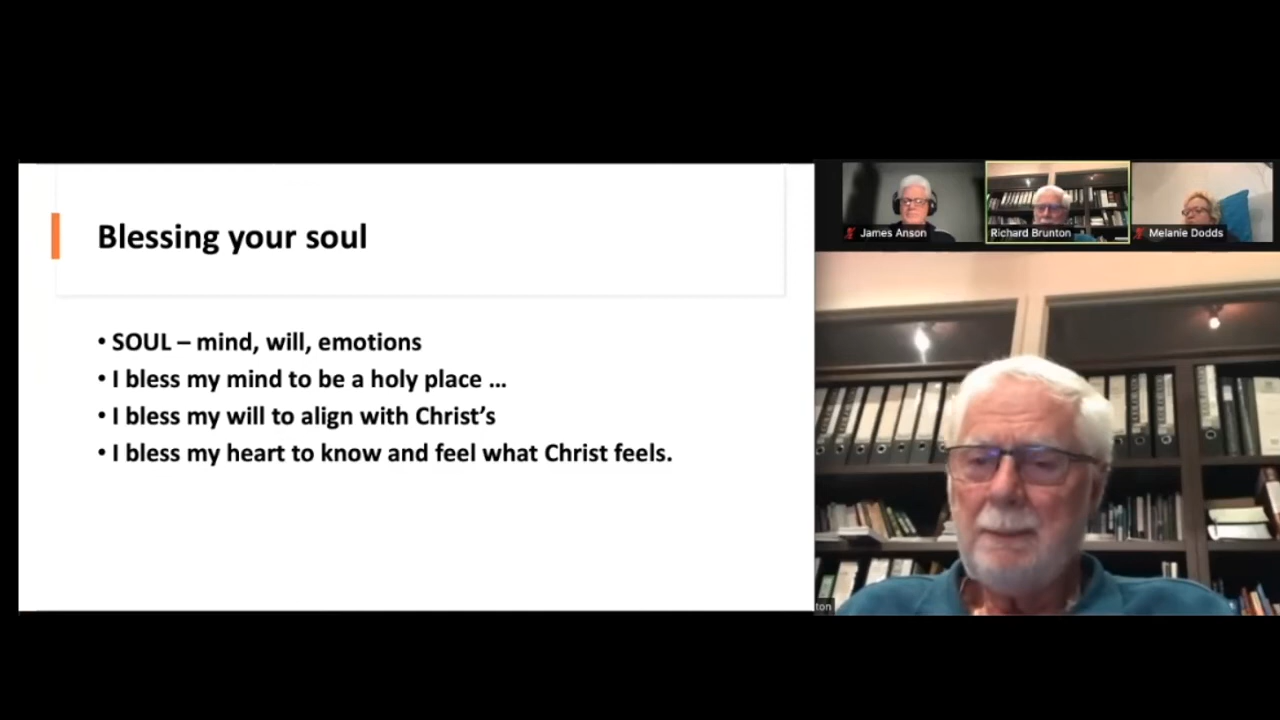 Blessing your soul
• SOUL – mind, will, emotions
• I bless my mind to be a holy place ...
• I bless my will to align with Christ’s
• I bless my heart to know and feel what Christ feels.
James Anson
Richard Brunton
Melanie Dodds
ton